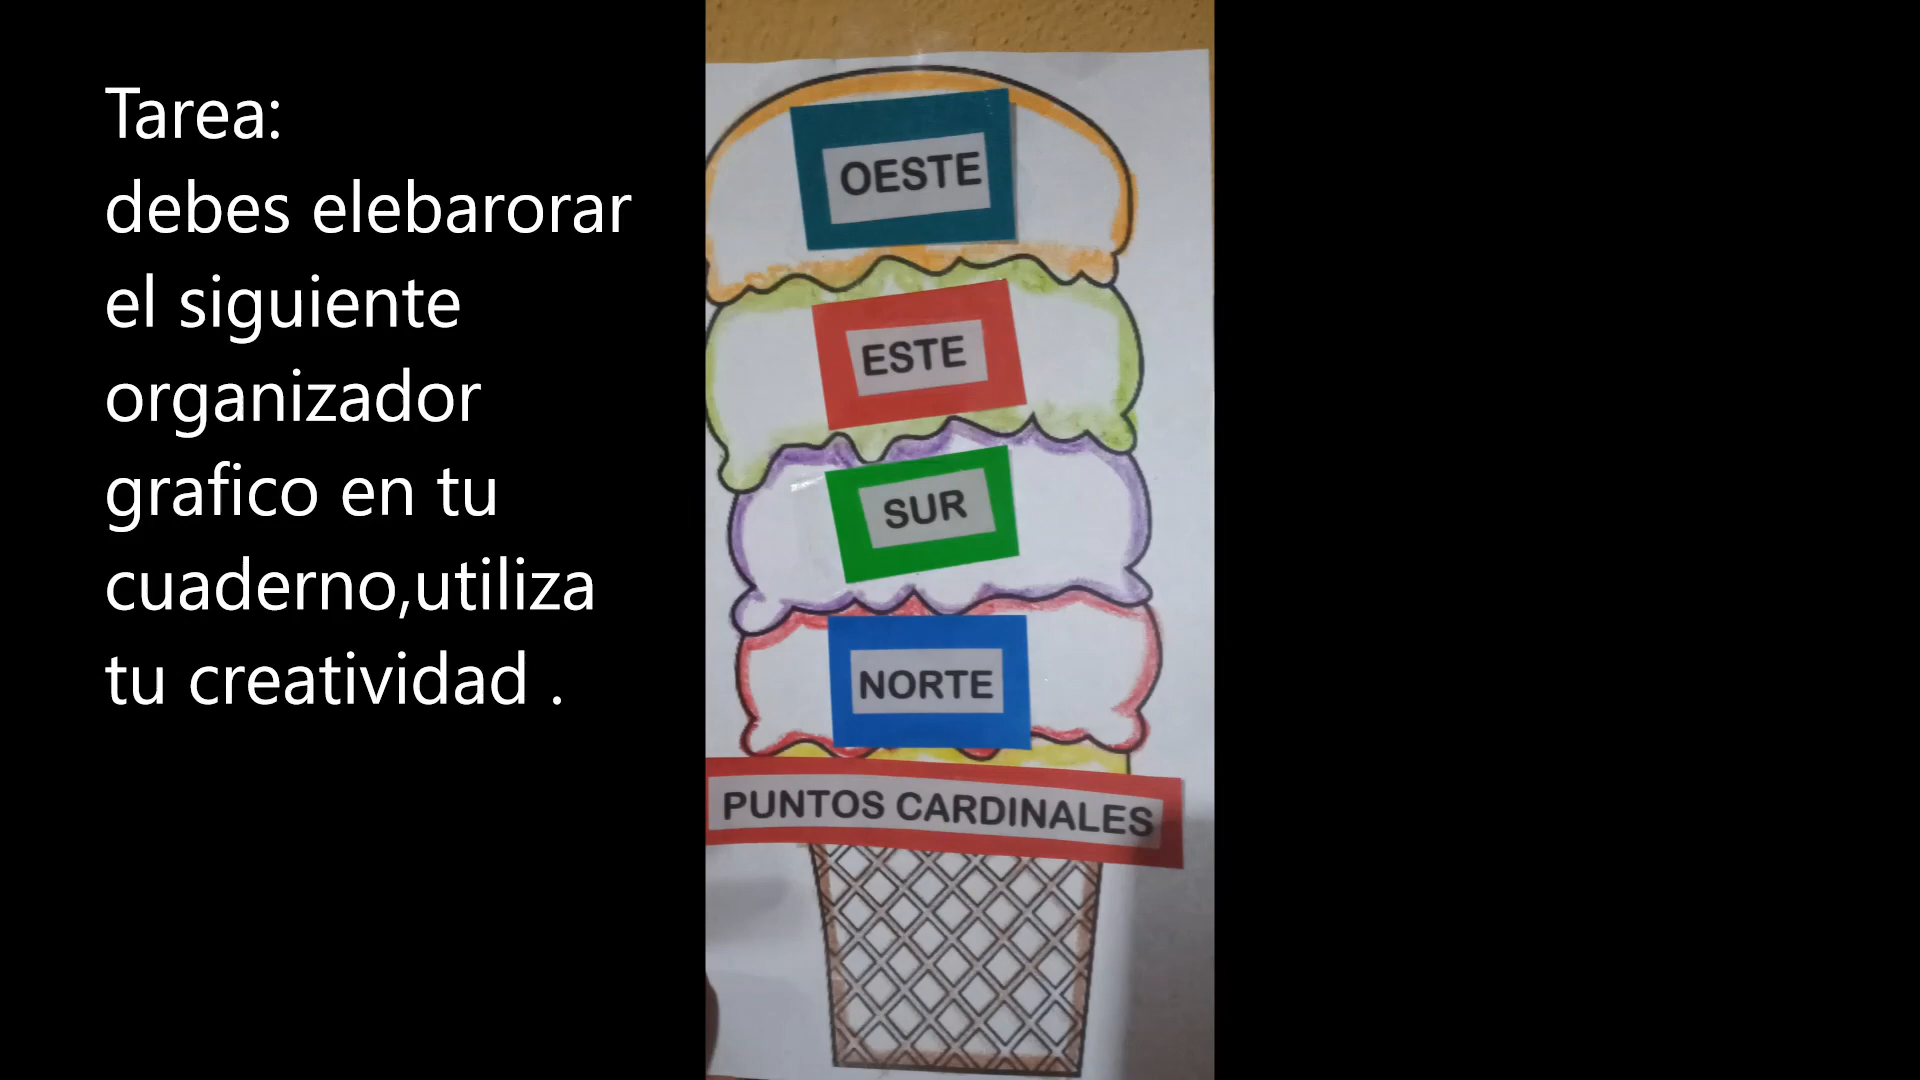 Tarea:
debes elebarorar
el siguiente
organizador
grafico en tu
cuaderno,utiliza
tu creatividad .
OESTE
ESTE
SUR
NORTE
PUNTOS CARDINALES